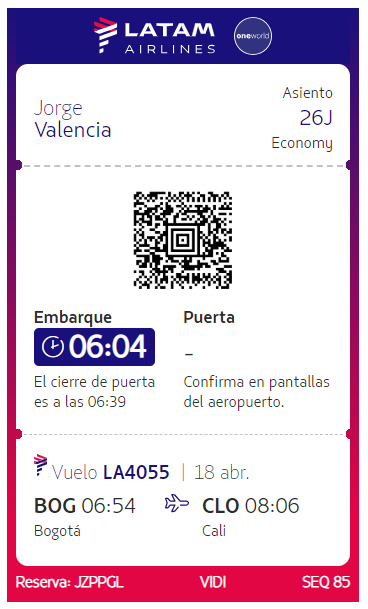 LATAM
AIRLINES
oneworld
Asiento
Jorge
26J
Valencia
Economy
Embarque
Puerta
06:04
-
El cierre de puerta
es a las 06:39
Confirma en pantallas
del aeropuerto.
Vuelo LA4055 | 18 abr.
BOG 06:54
CLO 08:06
Bogotá
Cali
Reserva: JZPPGL
VIDI
SEQ 85